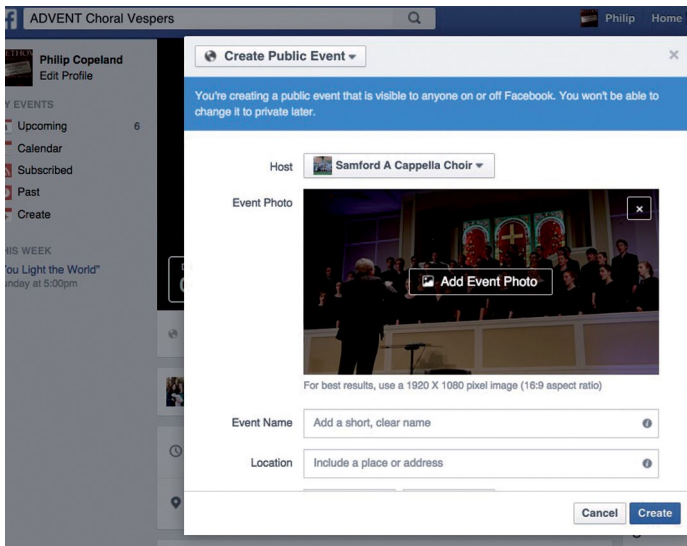 ADVENT Choral Vespers
Philip Home
Philip Copeland
Edit Profile
Y EVENTS
Upcoming 6
Calendar
Subscribed
Past
Create
HIS WEEK
You Light the World"
unday at 5:00pm
Create Public Event
You're creating a public event that is visible to anyone on or off Facebook. You won't be able to
change it to private later.
Host Samford A Cappella Choir
Event Photo
Add Event Photo
For best results, use a 1920 X 1080 pixel image (16:9 aspect ratio)
Event Name Add a short, clear name
Location Include a place or address
Cancel Create